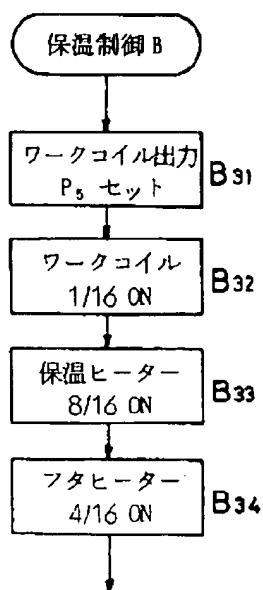 保温制御 B
ワークコイル出力
P₅ セット
B31
ワークコイル
1/16 ON
B32
保温ヒーター
8/16 ON
B33
フタヒーター
4/16 ON
B34